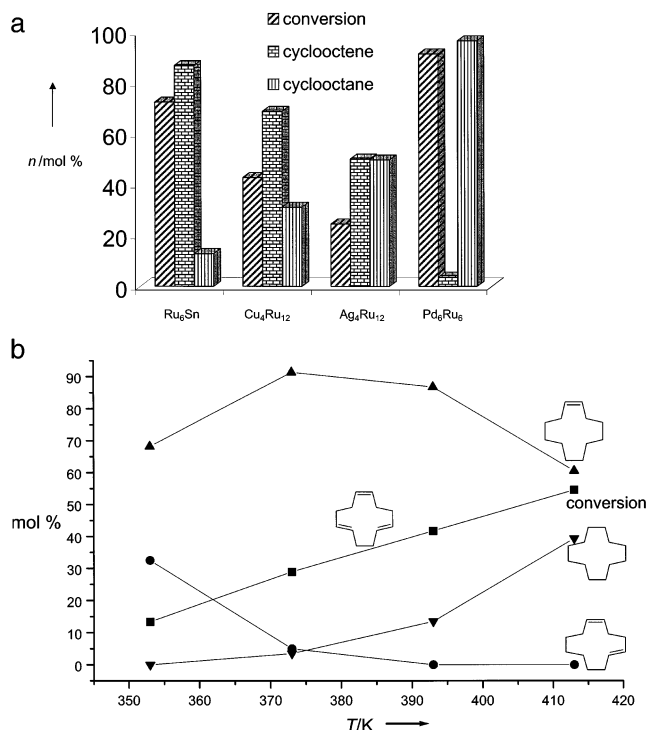 a
conversion
cyclooctene
cyclooctane
n/mol %
100
80
60
40
20
0
Ru₆Sn
Cu₄Ru₁₂
Ag₄Ru₁₂
Pd₆Ru₆
b
90
80
70
60
50
40
30
20
10
0
mol %
conversion
350 360 370 380 390 400 410 420
T/K